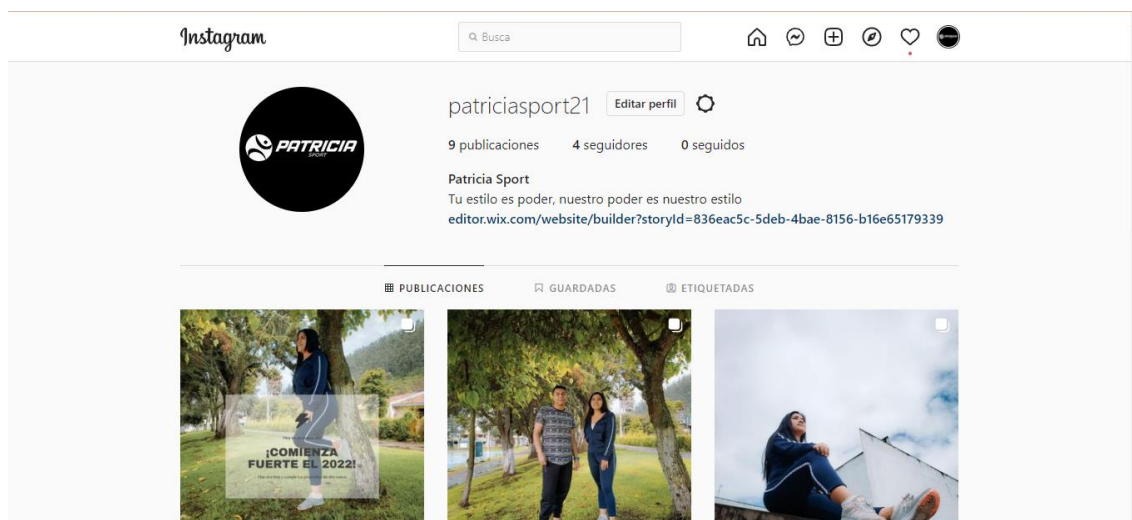 Instagram
Busca
PATRICIA
SPORT
patriciasport21 Editar perfil
9 publicaciones 4 seguidores 0 seguidos
Patricia Sport
Tu estilo es poder, nuestro poder es nuestro estilo
editor.wix.com/website/builder?storyId=836eac5c-5deb-4bae-8156-b16e65179339
PUBLICACIONES GUARDADAS ETIQUETADAS
¡COMIENZA
FUERTE EL 2022!